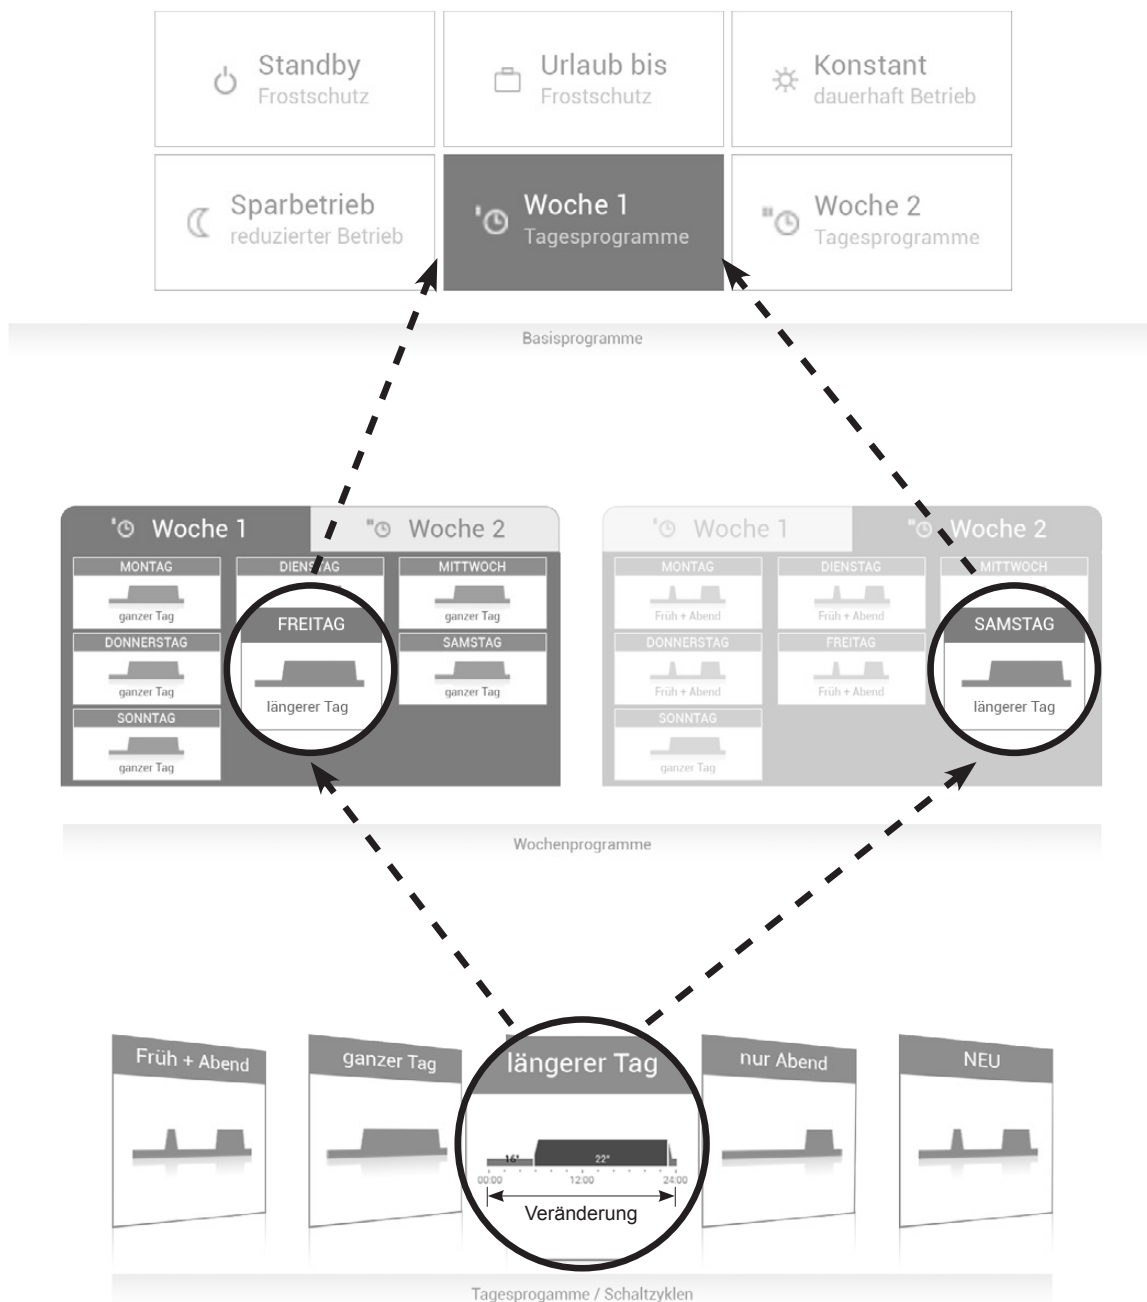 Standby
Frostschutz
Urlaub bis
Frostschutz
Konstant
dauerhaft Betrieb
Sparbetrieb
reduzierter Betrieb
Woche 1
Tagesprogramme
Woche 2
Tagesprogramme
Basisprogramme
Woche 1
Woche 2
MONTAG
ganzer Tag
DIENSTAG
MITTWOCH
ganzer Tag
DONNERSTAG
ganzer Tag
FREITAG
längerer Tag
SAMSTAG
ganzer Tag
SONNTAG
ganzer Tag
Woche 1
Woche 2
MONTAG
Früh + Abend
DIENSTAG
Früh + Abend
MITTWOCH
DONNERSTAG
Früh + Abend
FREITAG
Früh + Abend
SAMSTAG
längerer Tag
SONNTAG
ganzer Tag
Wochenprogramme
Früh + Abend
ganzer Tag
längerer Tag
16°
22°
00:00
12:00
24:00
Veränderung
nur Abend
NEU
Tagesprogamme / Schaltzyklen